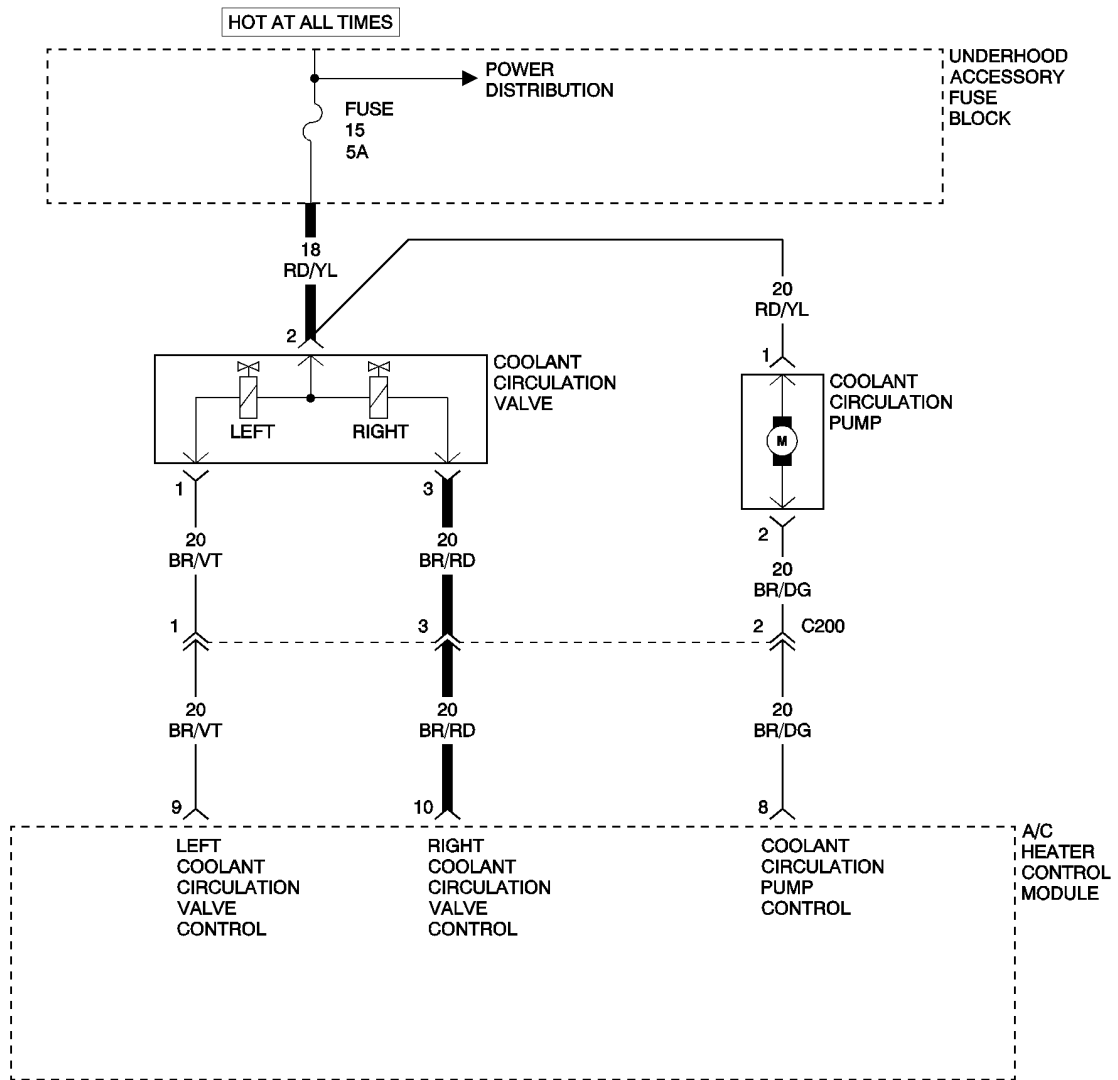 HOT AT ALL TIMES
POWER
DISTRIBUTION
UNDERHOOD
ACCESSORY
FUSE
BLOCK
FUSE
15
5A
18
RD/YL
20
RD/YL
2
1
COOLANT
CIRCULATION
VALVE
LEFT
RIGHT
COOLANT
CIRCULATION
PUMP
M
1
3
2
20
BR/VT
20
BR/RD
20
BR/DG
1
3
2
C200
20
BR/VT
20
BR/RD
20
BR/DG
9
10
8
LEFT
COOLANT
CIRCULATION
VALVE
CONTROL
RIGHT
COOLANT
CIRCULATION
VALVE
CONTROL
COOLANT
CIRCULATION
PUMP
CONTROL
A/C
HEATER
CONTROL
MODULE